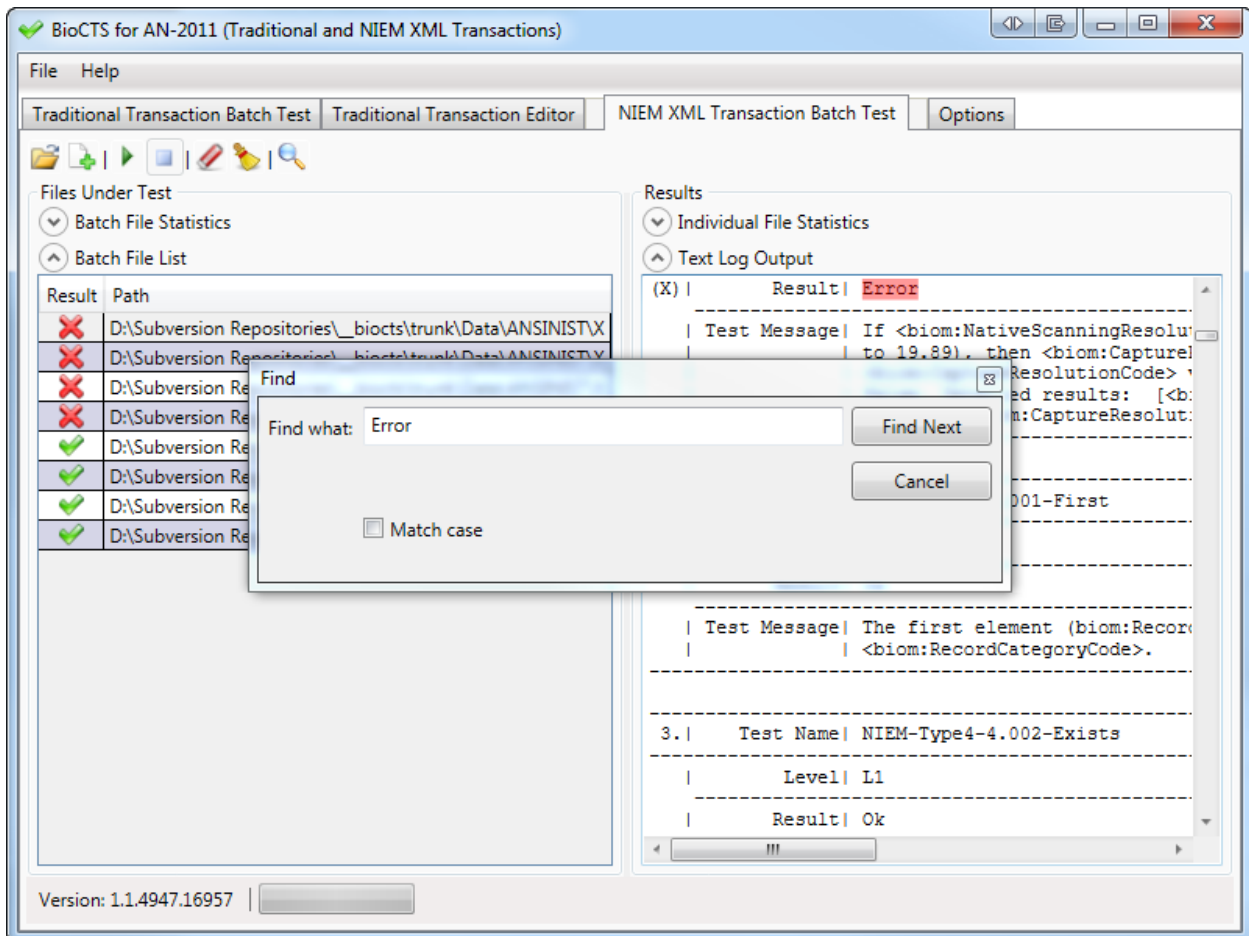 BioCTS for AN-2011 (Traditional and NIEM XML Transactions)
File Help
Traditional Transaction Batch Test Traditional Transaction Editor NIEM XML Transaction Batch Test Options
Files Under Test
Batch File Statistics
Batch File List
Result Path
D:\Subversion Repositories\__biocts\trunk\Data\ANSINIST\X
D:\Subversion Repositories\__biocts\trunk\Data\ANSINIST\X
D:\Subversion Re
D:\Subversion Re
D:\Subversion Re
D:\Subversion Re
D:\Subversion Re
D:\Subversion Re
Results
Individual File Statistics
Text Log Output
(X)| Result| Error
| Test Message| If <biom:NativeScanningResolu
| | to 19.89), then <biom:Capture
ResolutionCode>
ed results: [<b
m:CaptureResoluti
001-First
| Test Message| The first element (biom:Recor
| | <biom:RecordCategoryCode>.
3.| Test Name| NIEM-Type4-4.002-Exists
| Level| L1
| Result| Ok
Find
Find what: Error
Find Next
Cancel
Match case
Version: 1.1.4947.16957